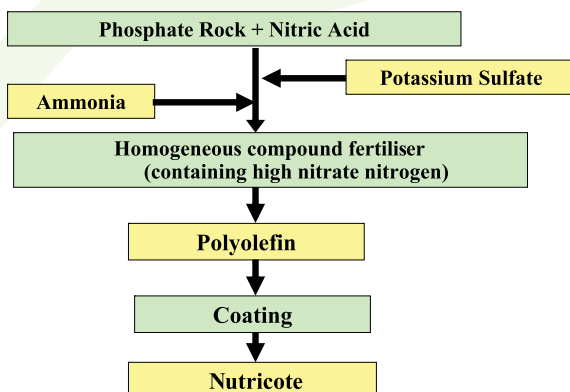 Phosphate Rock + Nitric Acid
Potassium Sulfate
Ammonia
Homogeneous compound fertiliser
(containing high nitrate nitrogen)
Polyolefin
Coating
Nutricote